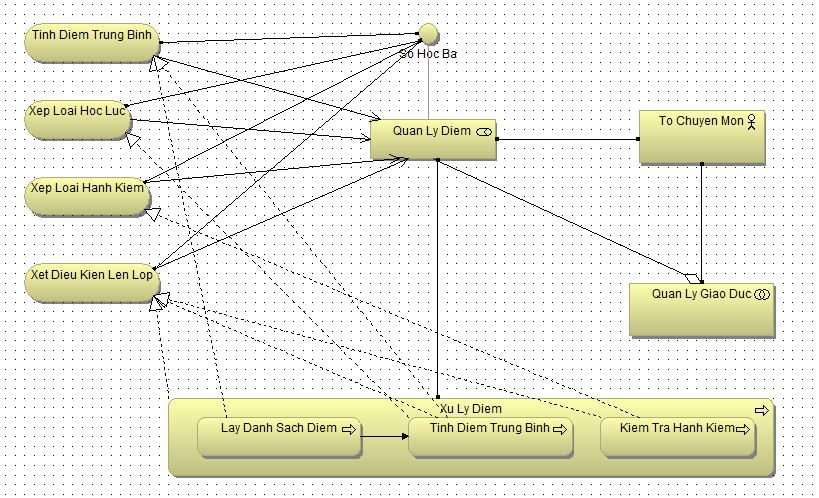 Tinh Diem Trung Binh
So Hoc Ba
Xep Loai Hoc Luc
Quan Ly Diem
To Chuyen Mon
Xep Loai Hanh Kiem
Xet Dieu Kien Len Lop
Quan Ly Giao Duc
Xu Ly Diem
Lay Danh Sach Diem
Tinh Diem Trung Binh
Kiem Tra Hanh Kiem